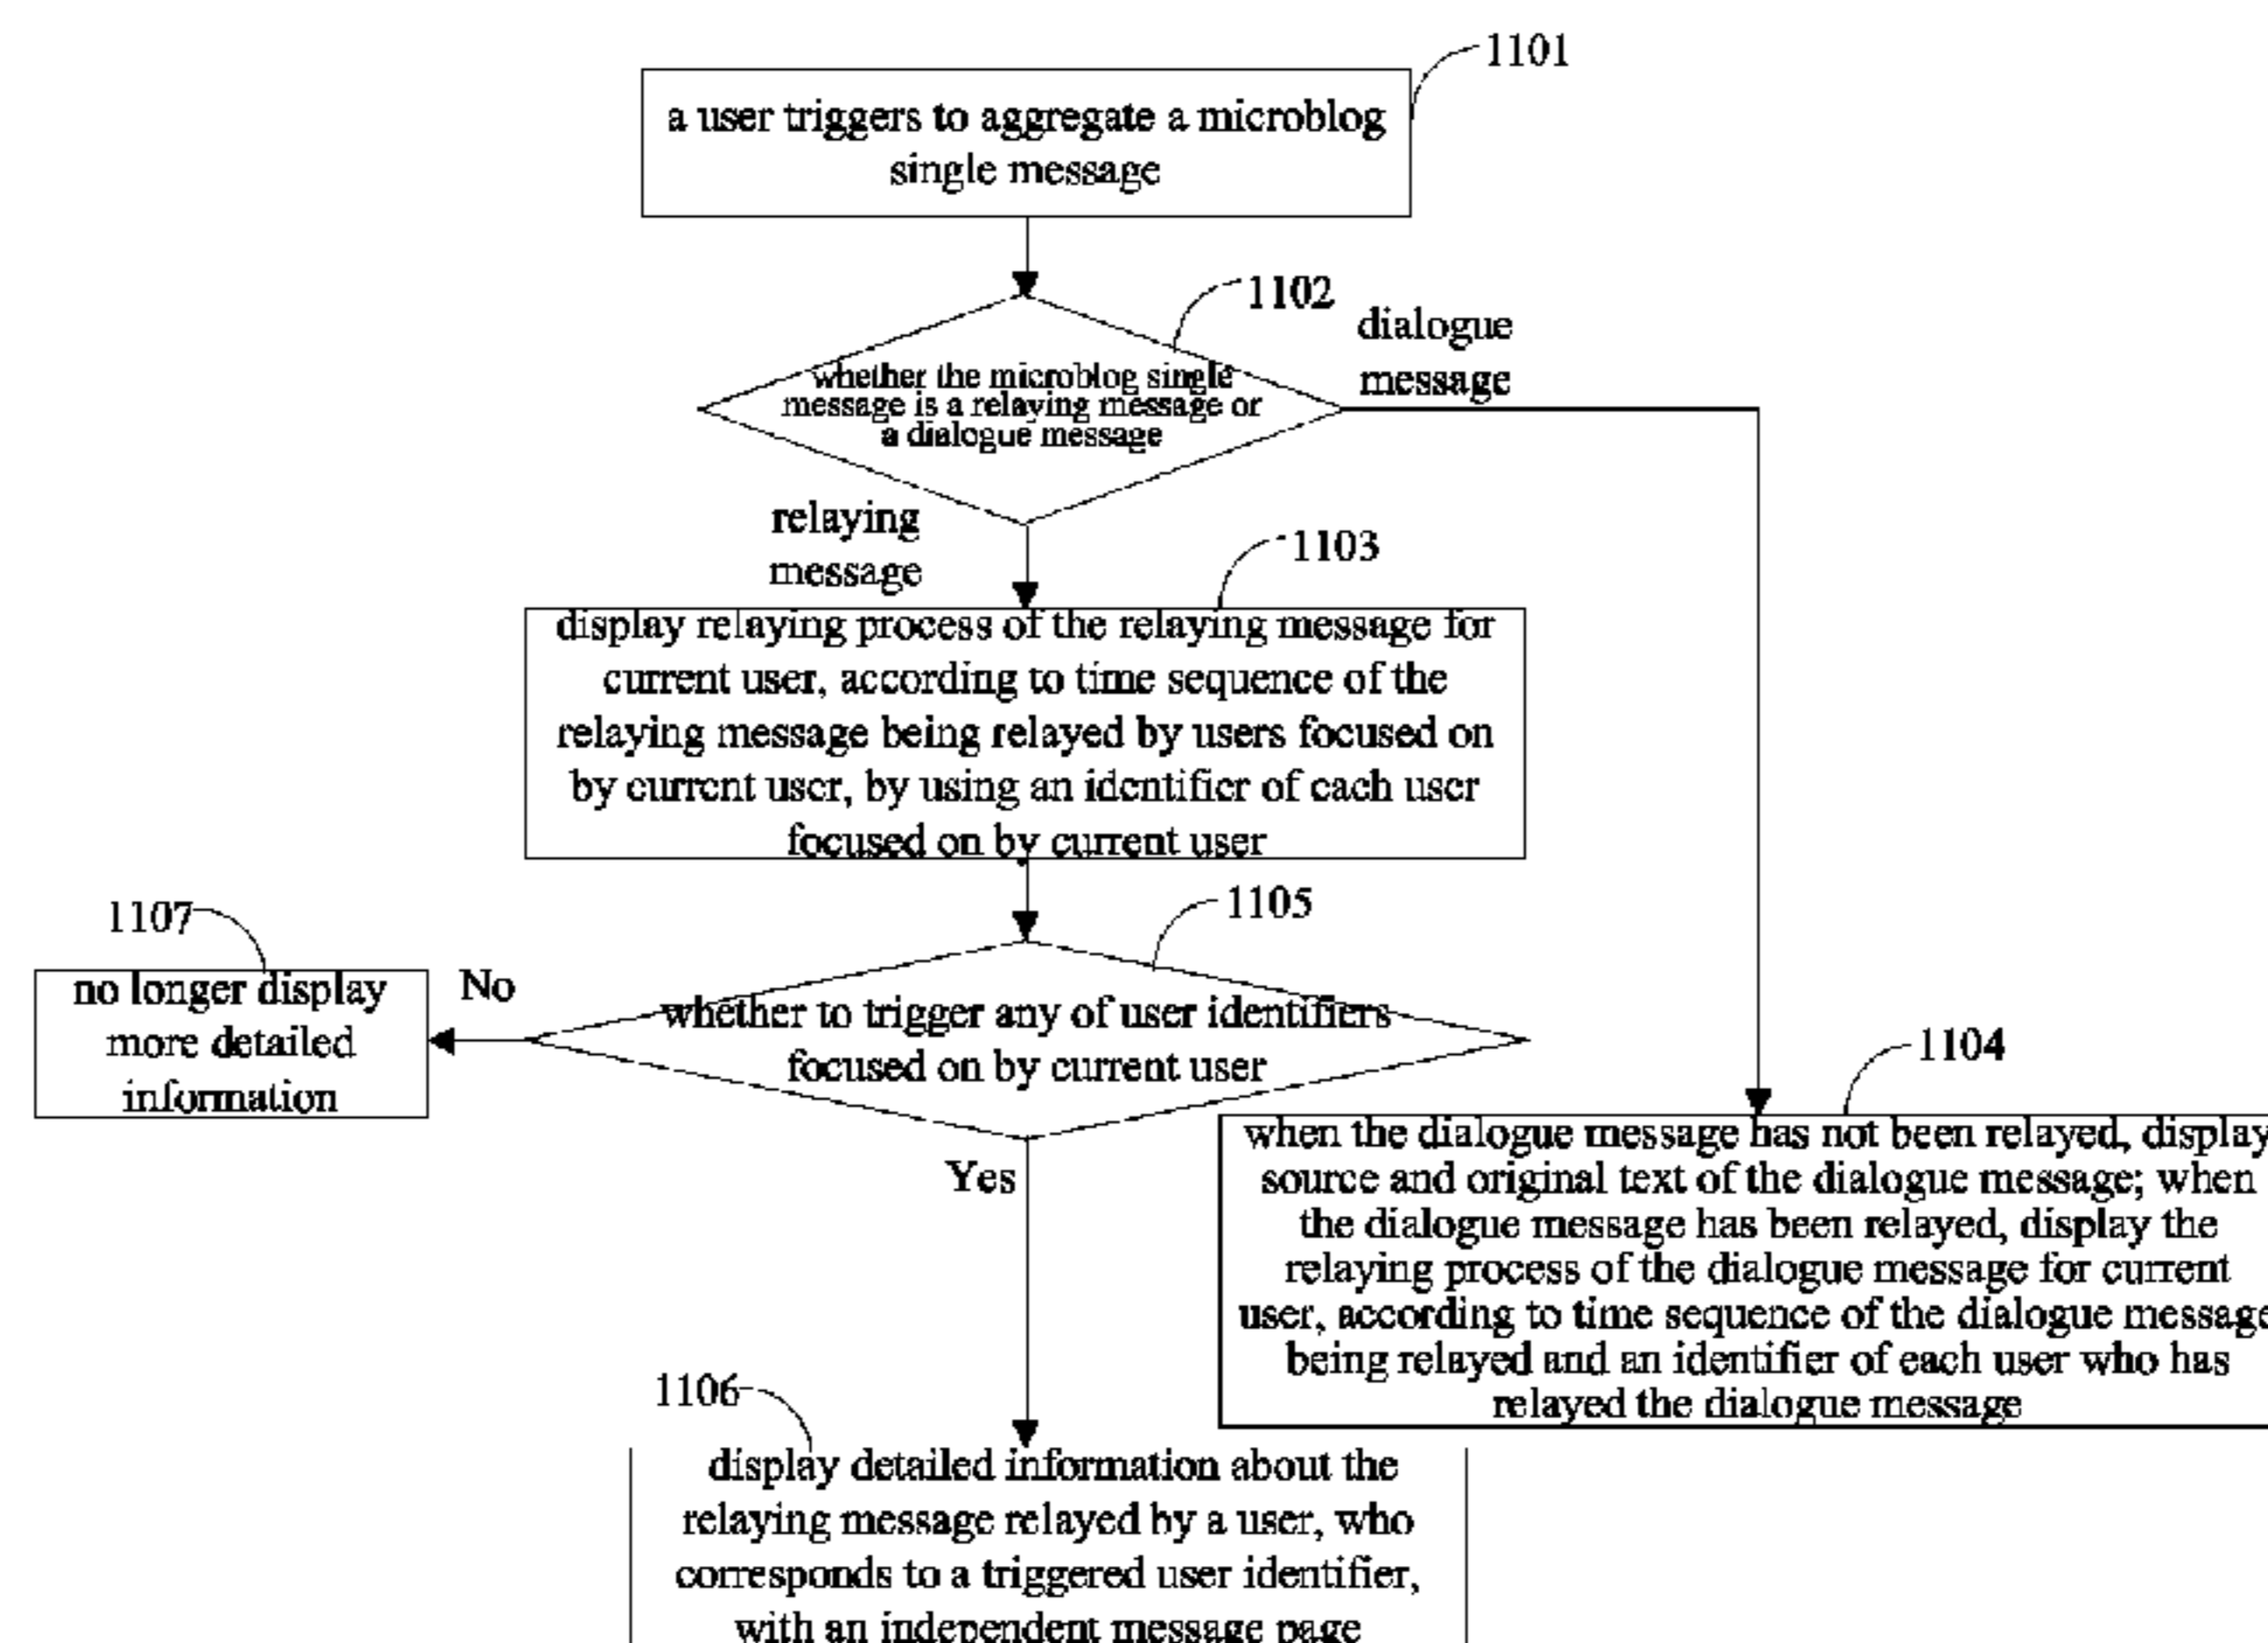 1101
a user triggers to aggregate a microblog
single message
1102
dialogue
message
whether the microblog single
message is a relaying message or
a dialogue message
relaying
message
1103
display relaying process of the relaying message for
current user, according to time sequence of the
relaying message being relayed by users focused on
by current user, by using an identifier of each user
focused on by current user
1105
1107
No
no longer display
more detailed
information
whether to trigger any of user identifiers
focused on by current user
Yes
1104
when the dialogue message has not been relayed, display
source and original text of the dialogue message; when
the dialogue message has been relayed, display the
relaying process of the dialogue message for current
user, according to time sequence of the dialogue message
being relayed and an identifier of each user who has
relayed the dialogue message
1106
display detailed information about the
relaying message relayed by a user, who
corresponds to a triggered user identifier,
with an independent message page